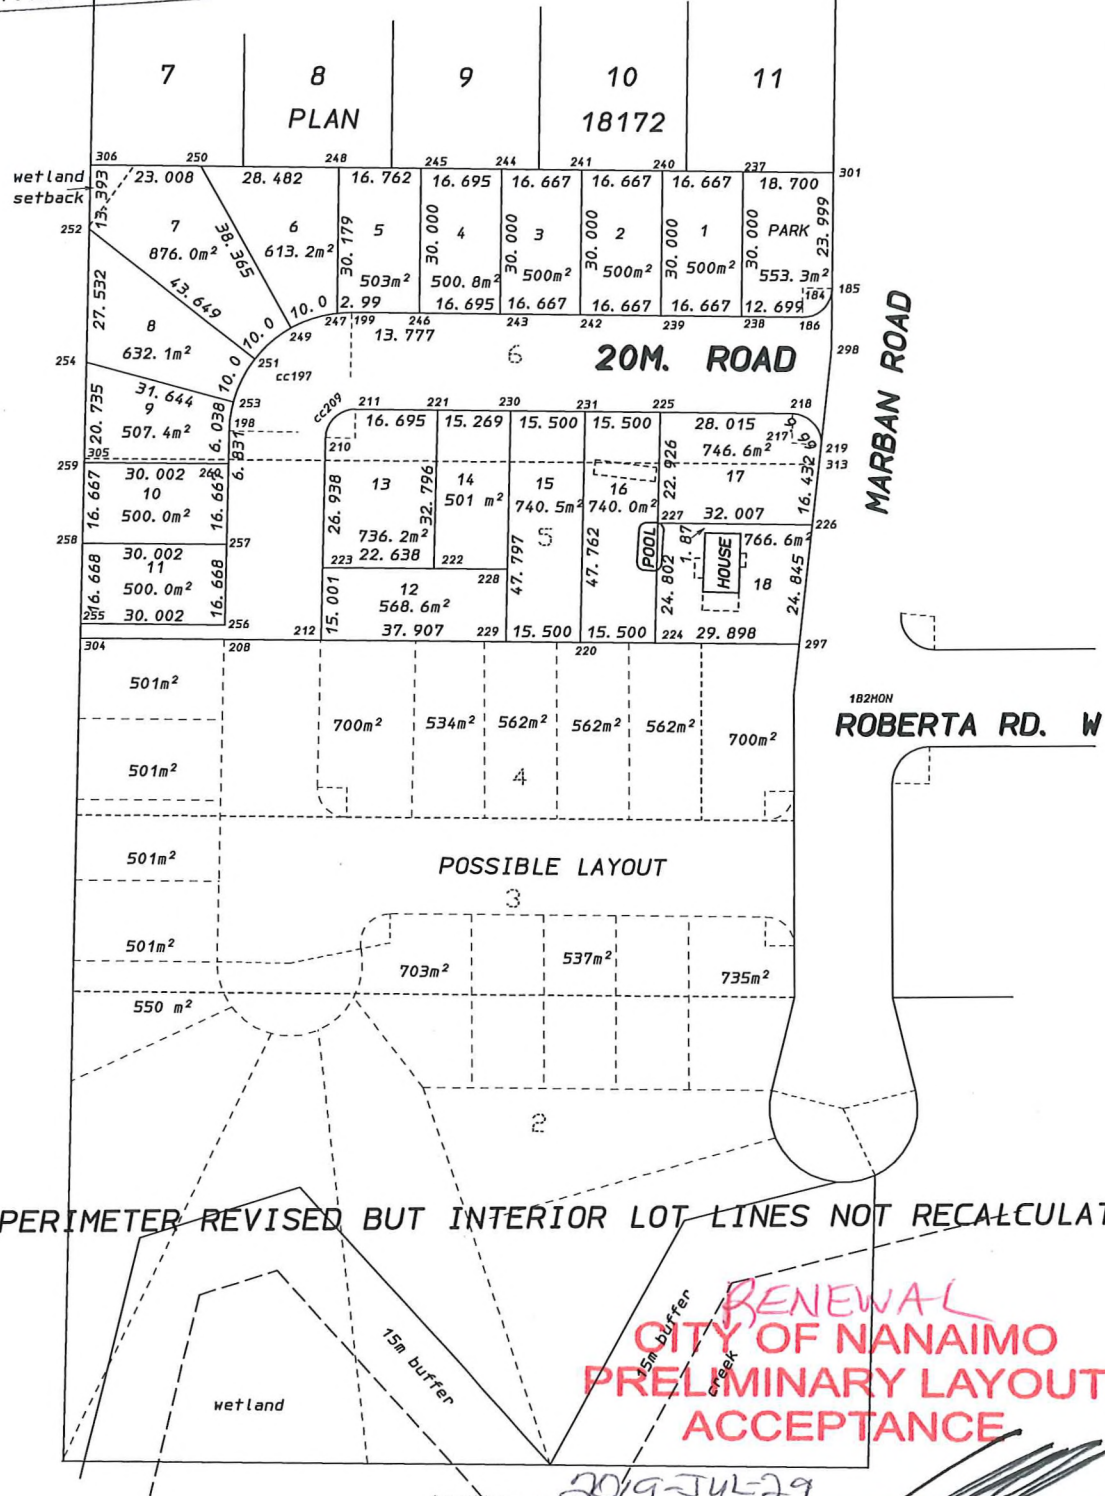 7 8 9 10 11
PLAN 18172
306 250 248 245 244 241 240 237 301
wetland setback
13.393 23.008 28.482 16.762 16.695 16.667 16.667 16.667 18.700
252
7
876.0m²
38.365
6
613.2m²
30.179
5
503m²
30.000
4
500.8m²
30.000
3
500m²
30.000
2
500m²
30.000
1
500m²
30.000
PARK
553.3m²
23.999
184
185
43.649
27.532
8
632.1m²
10.0 10.0 10.0
2.99 16.695 16.667 16.667 16.667 12.699
247 199 246 243 242 239 238 186
249
13.777
251
cc197
6
20M. ROAD
298
MARBAN ROAD
254
31.644
9
507.4m²
20.735
253
198
6.038
6.831
cc209
211 221 230 231 225 218
16.695 15.269 15.500 15.500 28.015
210
217
9.99
219
313
746.6m²
17
22.926
16.432
305
259
30.002
260
10
500.0m²
16.667
16.667
26.938
13
736.2m²
32.796
14
501 m²
15
740.5m²
16
740.0m²
5
227 32.007 226
258
257
30.002
11
500.0m²
16.668
16.668
30.002
255
256
223 22.638 222
228
47.797
47.762
POOL
1.87
HOUSE
766.6m²
18
24.802
24.845
12
568.6m²
15.001
212 37.907 229 15.500 15.500 224 29.898
304 208 220 297
501m²
700m² 534m² 562m² 562m² 562m² 700m²
182MON
ROBERTA RD. W
501m²
4
501m²
POSSIBLE LAYOUT
3
501m²
703m² 537m² 735m²
550 m²
2
PERIMETER REVISED BUT INTERIOR LOT LINES NOT RECALCULAT
RENEWAL
CITY OF NANAIMO
PRELIMINARY LAYOUT
ACCEPTANCE
15m buffer
15m buffer
creek
wetland
2019-JUL-29